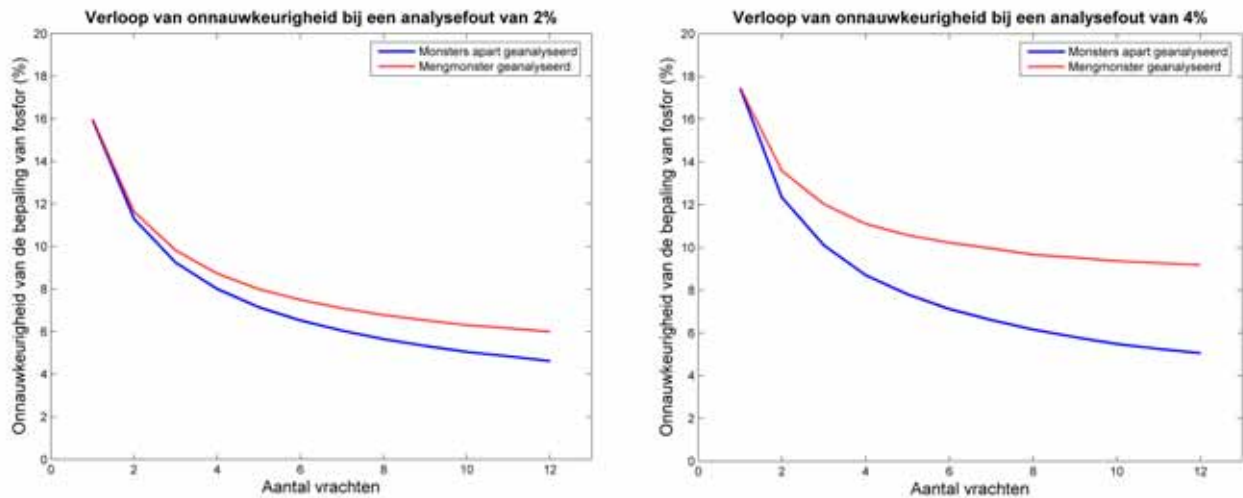 Verloop van onnauwkeurigheid bij een analysefout van 2%
Onnauwkeurigheid van de bepaling van fosfor (%)
20
18
16
14
12
10
8
6
4
2
0
Monsters apart geanalyseerd
Mengmonster geanalyseerd
0 2 4 6 8 10 12
Aantal vrachten
Verloop van onnauwkeurigheid bij een analysefout van 4%
Onnauwkeurigheid van de bepaling van fosfor (%)
20
18
16
14
12
10
8
6
4
2
0
Monsters apart geanalyseerd
Mengmonster geanalyseerd
0 2 4 6 8 10 12
Aantal vrachten